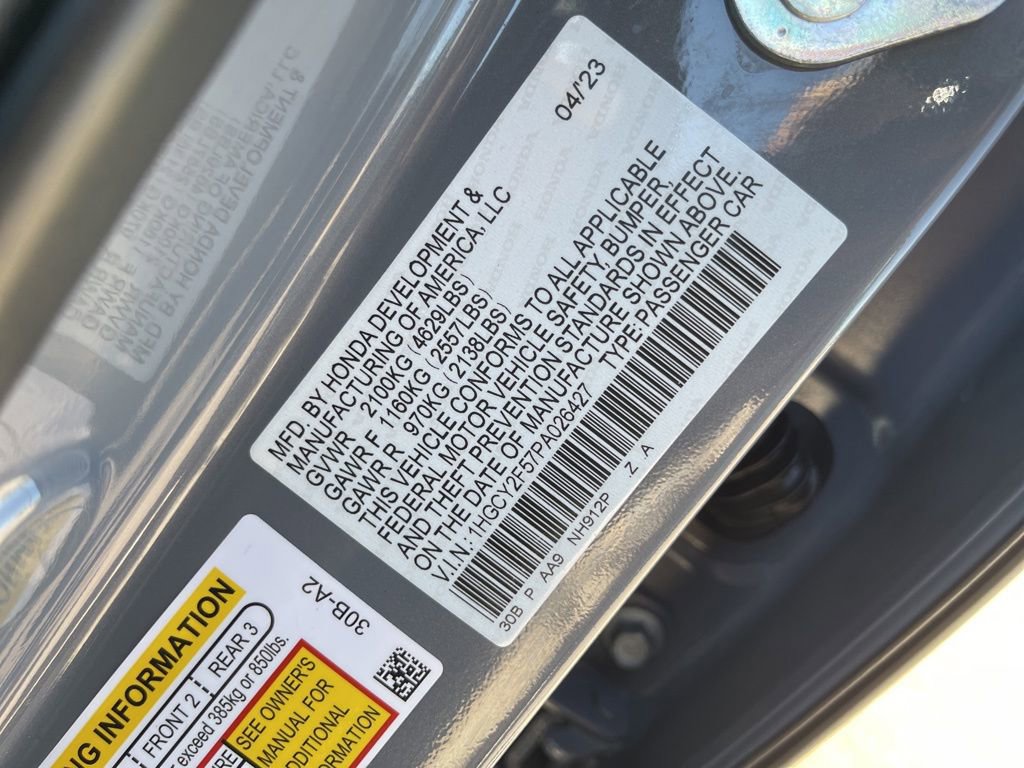 04/'23
MFD. BY HONDA DEVELOPMENT &
MANUFACTURING OF AMERICA, LLC
GVWR 2100KG (4629LBS)
GAWR F 1160KG (2557LBS)
GAWR R 970KG (2138LBS)
THIS VEHICLE CONFORMS TO ALL APPLICABLE
FEDERAL MOTOR VEHICLE SAFETY, BUMPER,
AND THEFT PREVENTION STANDARDS IN EFFECT
ON THE DATE OF MANUFACTURE SHOWN ABOVE.
V.I.N.: 1HGCY2F57PA026427 TYPE:PASSENGER CAR
30B P AA9 NH912P Z A
30B-A2
NG INFORMATION
FRONT 2 REAR 3
exceed 385kg or 850lbs.
SEE OWNER'S
MANUAL FOR
ADDITIONAL
FORMATION